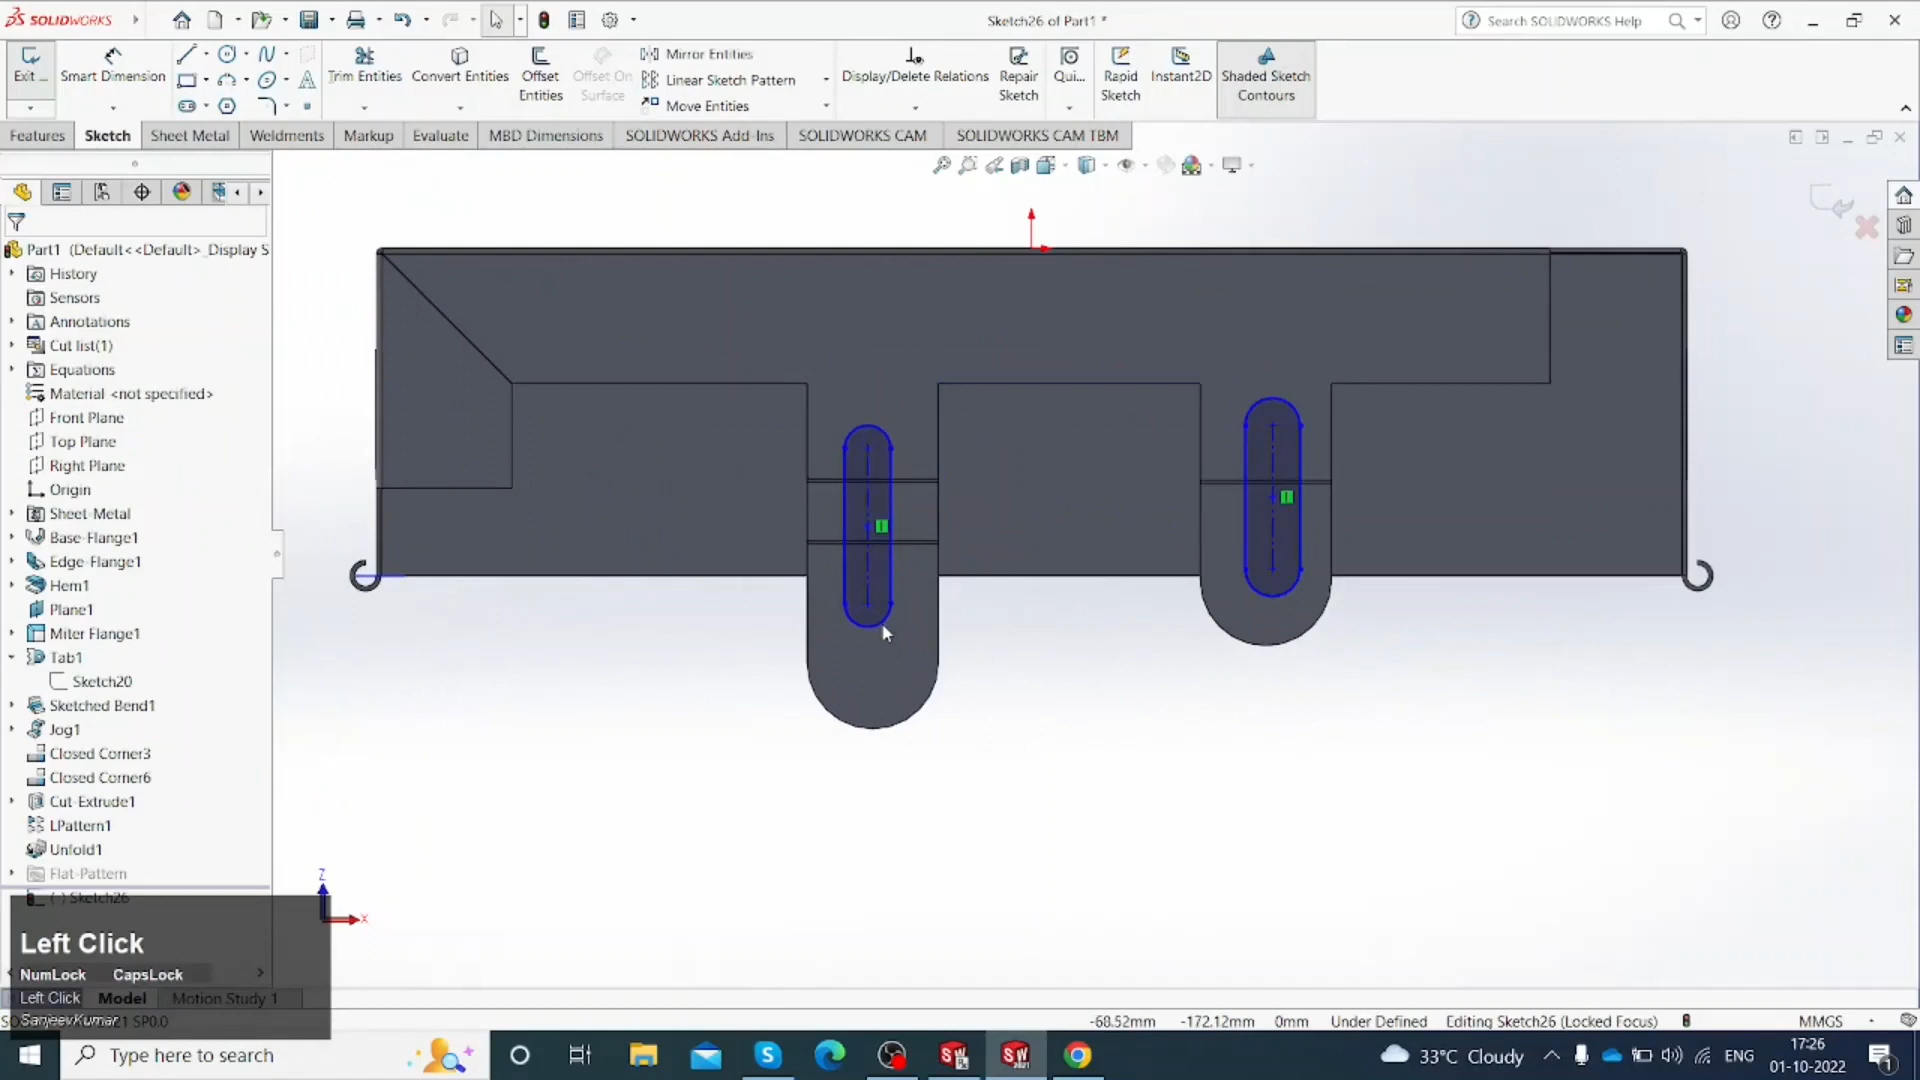 SOLIDWORKS
Sketch26 of Part1 *
Search SOLIDWORKS Help
Exit ...
Smart Dimension
Trim Entities
Convert Entities
Offset Entities
Offset On Surface
Mirror Entities
Linear Sketch Pattern
Move Entities
Display/Delete Relations
Repair Sketch
Qui...
Rapid Sketch
Instant2D
Shaded Sketch Contours
Features
Sketch
Sheet Metal
Weldments
Markup
Evaluate
MBD Dimensions
SOLIDWORKS Add-Ins
SOLIDWORKS CAM
SOLIDWORKS CAM TBM
Part1 (Default<<Default>_Display S
History
Sensors
Annotations
Cut list(1)
Equations
Material <not specified>
Front Plane
Top Plane
Right Plane
Origin
Sheet-Metal
Base-Flange1
Edge-Flange1
Hem1
Plane1
Miter Flange1
Tab1
Sketch20
Sketched Bend1
Jog1
Closed Corner3
Closed Corner6
Cut-Extrude1
LPattern1
Unfold1
Flat-Pattern
(-) Sketch26
Z
X
Left Click
NumLock CapsLock
Left Click
Model
Motion Study 1
SanjeevKumar
21 SP0.0
-68.52mm
-172.12mm
0mm
Under Defined
Editing Sketch26 (Locked Focus)
MMGS
Type here to search
33°C Cloudy
ENG
17:26
01-10-2022
1